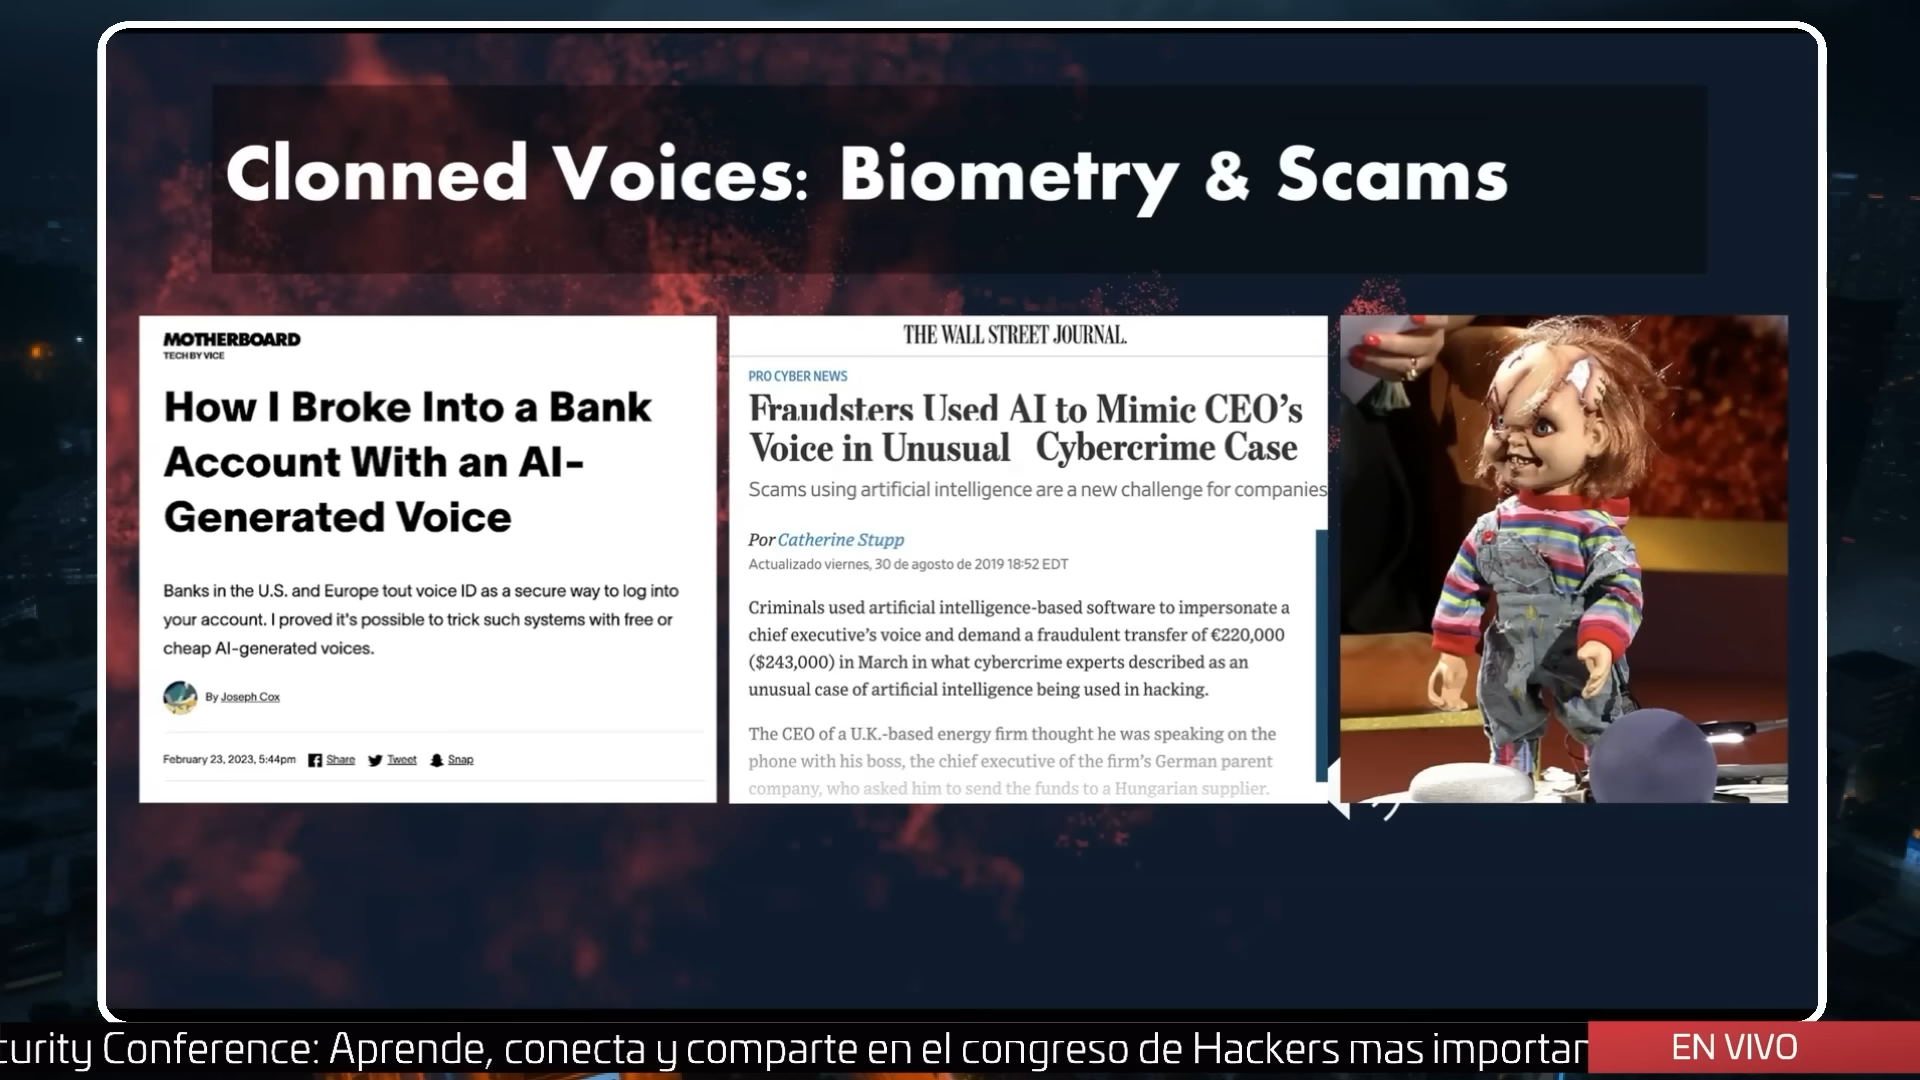 Clonned Voices: Biometry & Scams
MOTHERBOARD
TECH BY VICE
How I Broke Into a Bank
Account With an AI-
Generated Voice
Banks in the U.S. and Europe tout voice ID as a secure way to log into
your account. I proved it's possible to trick such systems with free or
cheap AI-generated voices.
By Joseph Cox
February 23, 2023, 5:44pm Share Tweet Snap
THE WALL STREET JOURNAL.
PRO CYBER NEWS
Fraudsters Used AI to Mimic CEO's
Voice in Unusual Cybercrime Case
Scams using artificial intelligence are a new challenge for companies
Por Catherine Stupp
Actualizado viernes, 30 de agosto de 2019 18:52 EDT
Criminals used artificial intelligence-based software to impersonate a
chief executive's voice and demand a fraudulent transfer of €220,000
($243,000) in March in what cybercrime experts described as an
unusual case of artificial intelligence being used in hacking.
The CEO of a U.K.-based energy firm thought he was speaking on the
phone with his boss, the chief executive of the firm's German parent
company, who asked him to send the funds to a Hungarian supplier.
curity Conference: Aprende, conecta y comparte en el congreso de Hackers mas importan
EN VIVO